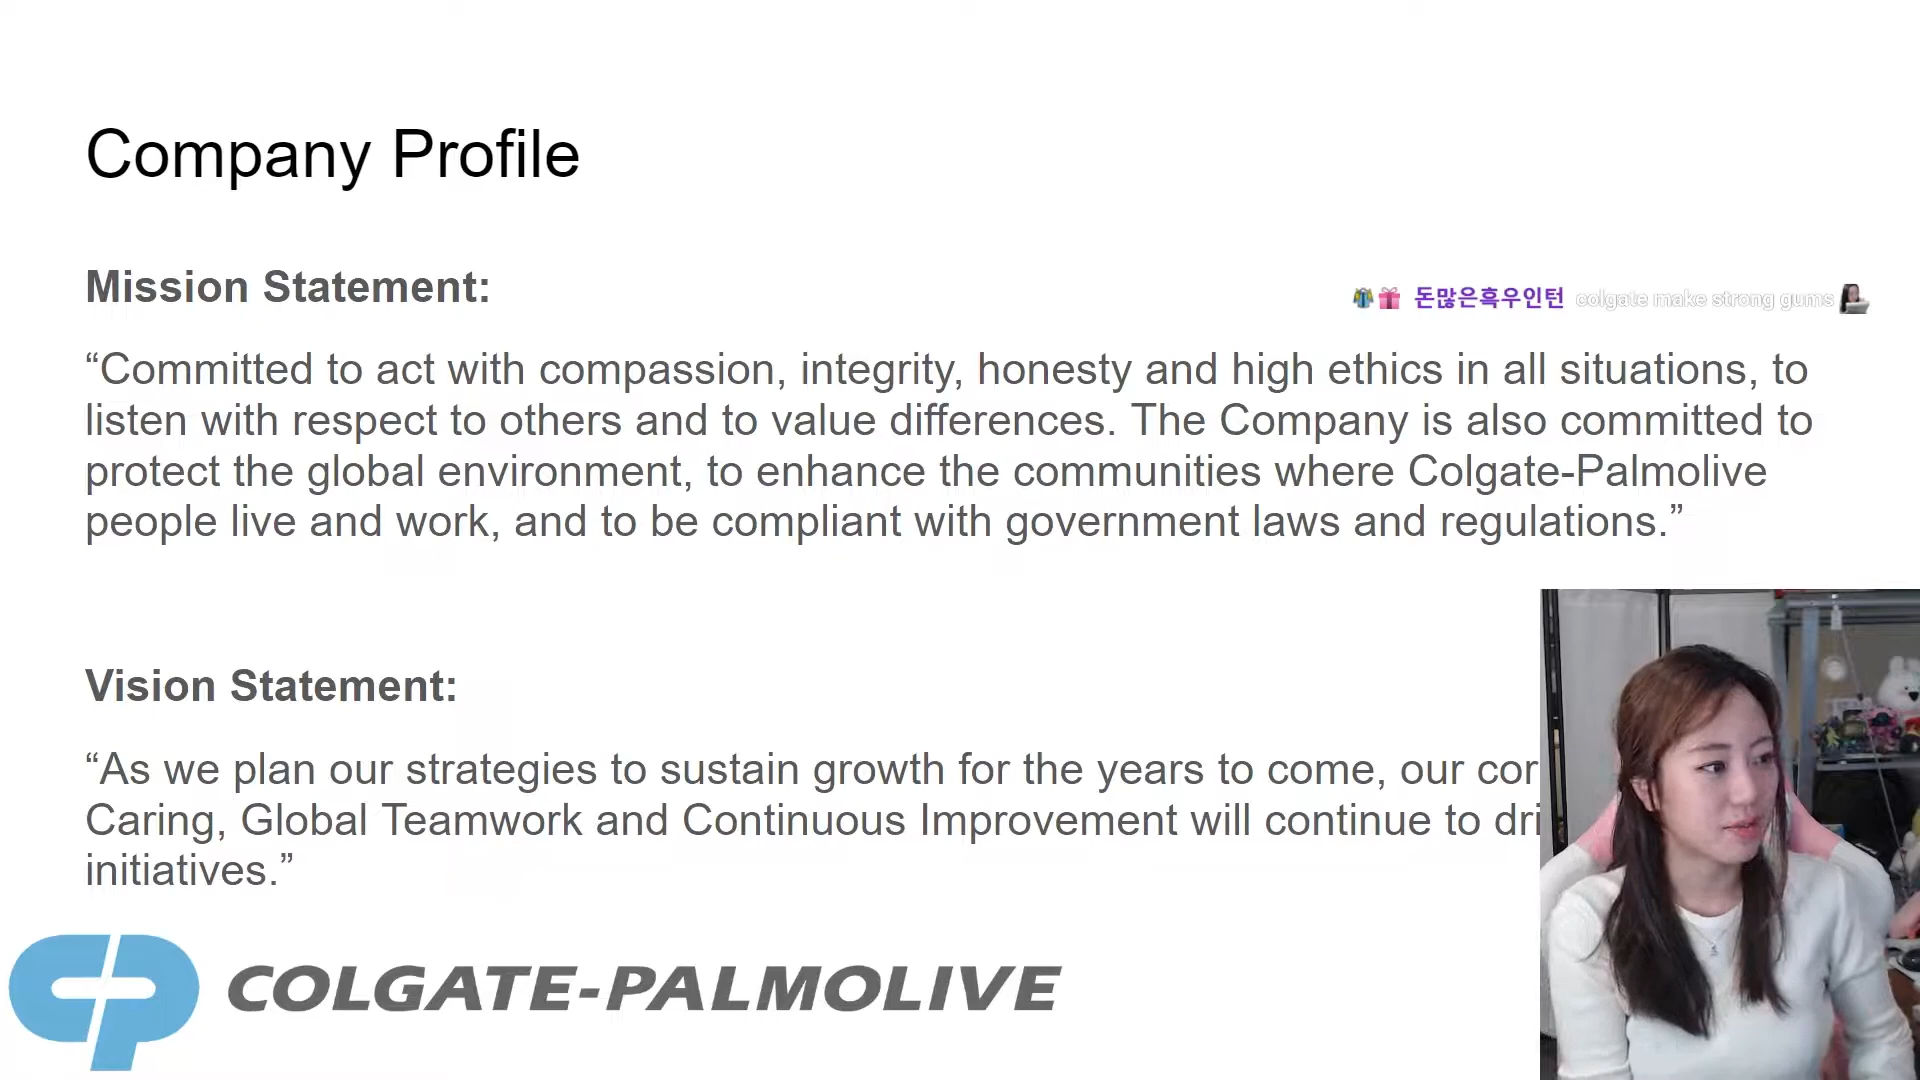 Company Profile
Mission Statement:
돈많은흑우인턴 colgate make strong gums
“Committed to act with compassion, integrity, honesty and high ethics in all situations, to
listen with respect to others and to value differences. The Company is also committed to
protect the global environment, to enhance the communities where Colgate-Palmolive
people live and work, and to be compliant with government laws and regulations.”
Vision Statement:
“As we plan our strategies to sustain growth for the years to come, our
Caring, Global Teamwork and Continuous Improvement will continue to
initiatives.”
COLGATE-PALMOLIVE